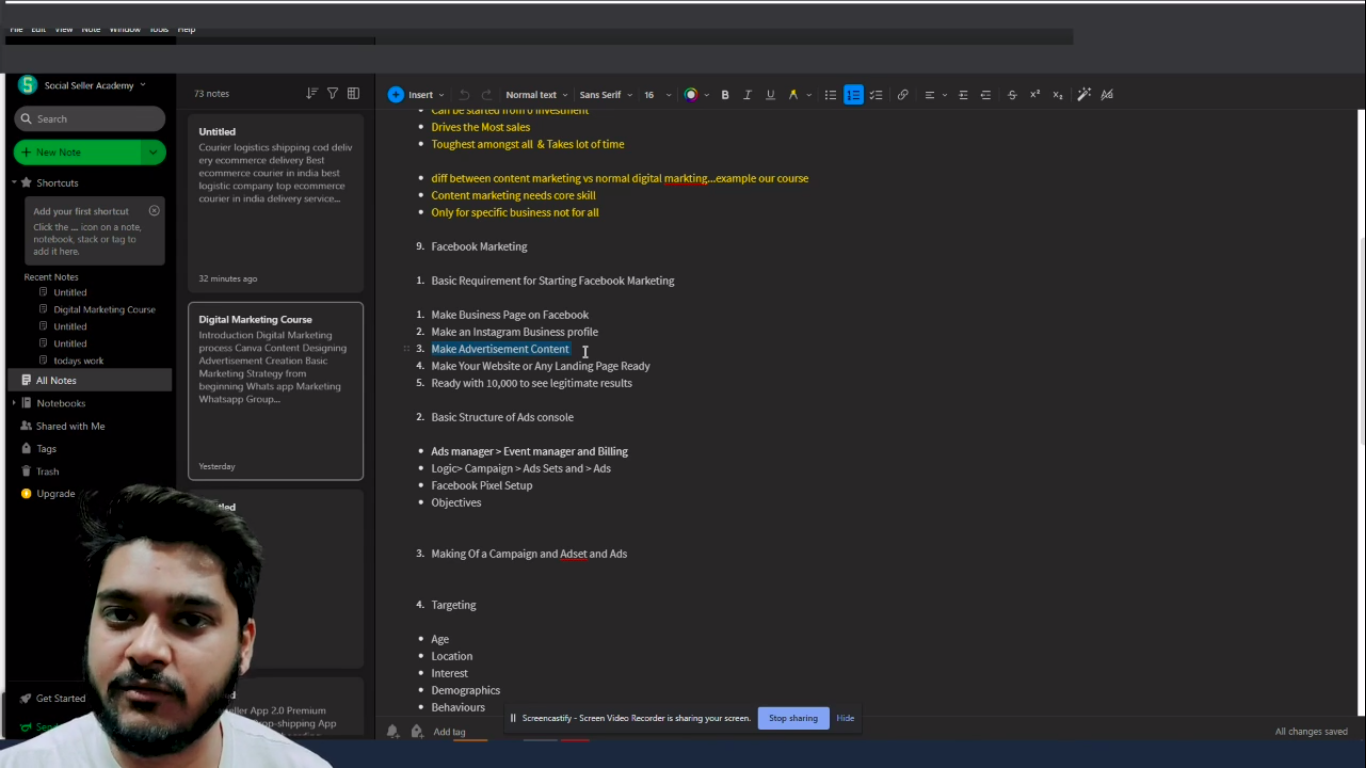 File Edit View Note Window Tools Help
Social Seller Academy
Search
New Note
Shortcuts
Add your first shortcut
Click the ... icon on a note,
notebook, stack or tag to
add it here.
Recent Notes
Untitled
Digital Marketing Course
Untitled
Untitled
todays work
All Notes
Notebooks
Shared with Me
Tags
Trash
Upgrade
Get Started
73 notes
Untitled
Courier logistics shipping cod deliv
ery ecommerce delivery Best
ecommerce courier in india best
logistic company top ecommerce
courier in india delivery service...
32 minutes ago
Digital Marketing Course
Introduction Digital Marketing
process Canva Content Designing
Advertisement Creation Basic
Marketing Strategy from
beginning Whats app Marketing
Whatsapp Group...
Yesterday
App 2.0 Premium
App
Insert Normal text Sans Serif 16
Can be started from 0 investment
Drives the Most sales
Toughest amongst all & Takes lot of time
diff between content marketing vs normal digital markting...example our course
Content marketing needs core skill
Only for specific business not for all
9. Facebook Marketing
1. Basic Requirement for Starting Facebook Marketing
1. Make Business Page on Facebook
2. Make an Instagram Business profile
3. Make Advertisement Content
4. Make Your Website or Any Landing Page Ready
5. Ready with 10,000 to see legitimate results
2. Basic Structure of Ads console
Ads manager > Event manager and Billing
Logic> Campaign > Ads Sets and > Ads
Facebook Pixel Setup
Objectives
3. Making Of a Campaign and Adset and Ads
4. Targeting
Age
Location
Interest
Demographics
Behaviours
Screencastify - Screen Video Recorder is sharing your screen. Stop sharing Hide
Add tag
All changes saved